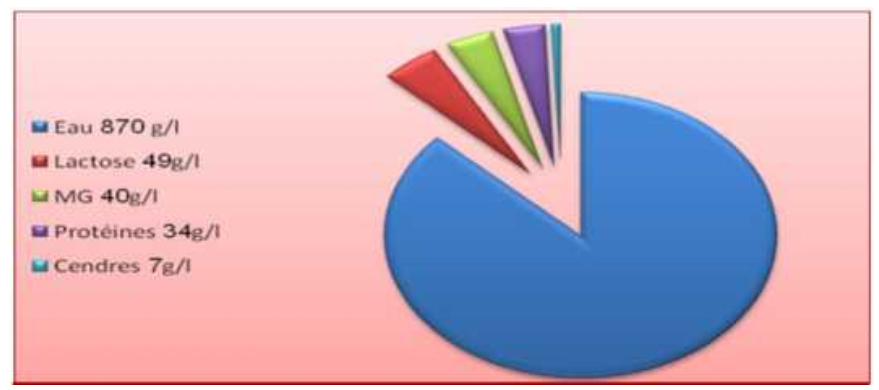 Eau 870 g/l
Lactose 49g/l
MG 40g/l
Protéines 34g/l
Cendres 7g/l